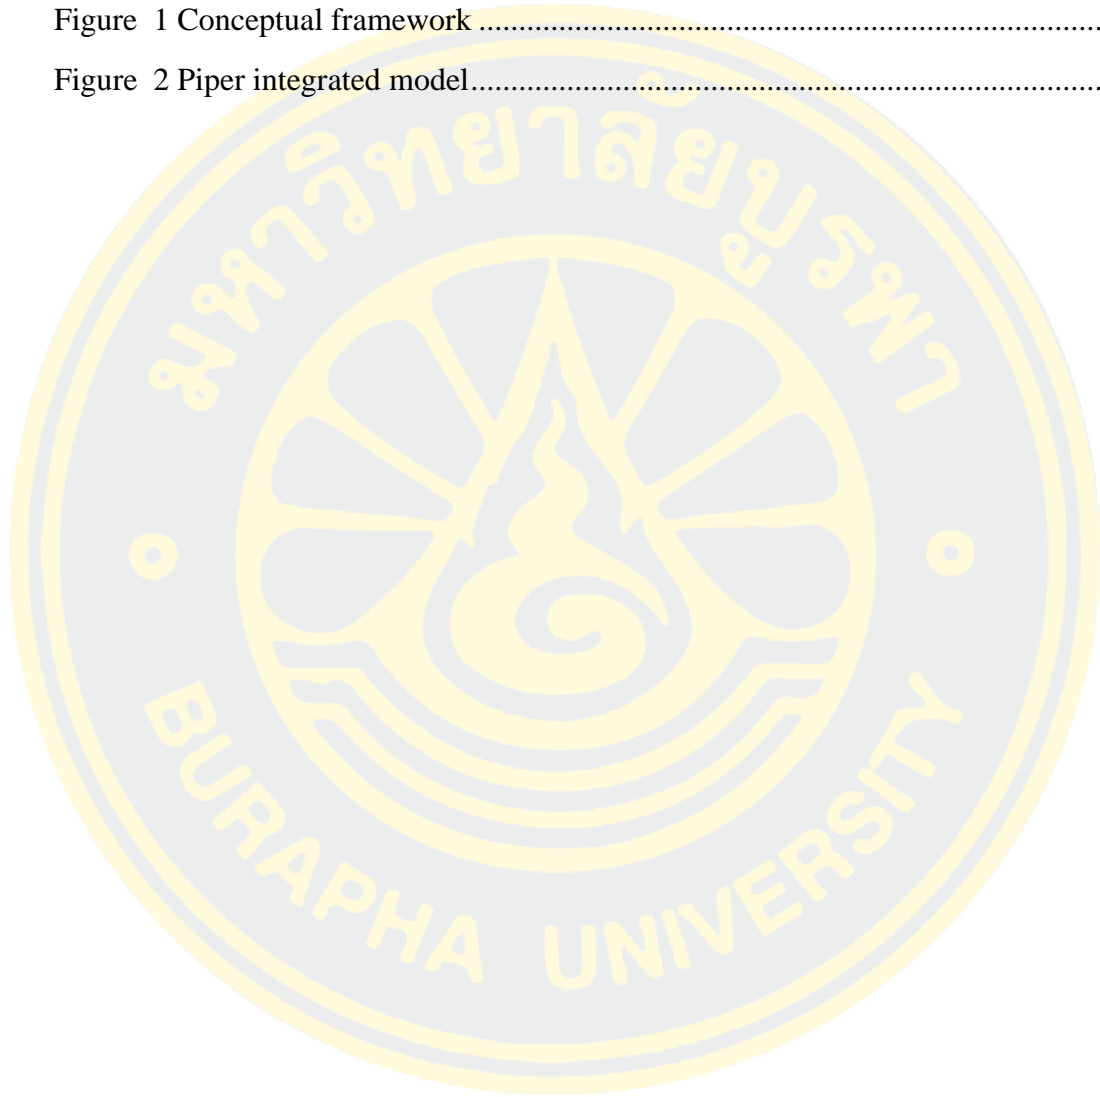 Figure  1 Conceptual framework ..............................................................................
Figure  2 Piper integrated model...............................................................................
มหาวิทยาลัยบูรพา
BURAPHA UNIVERSITY